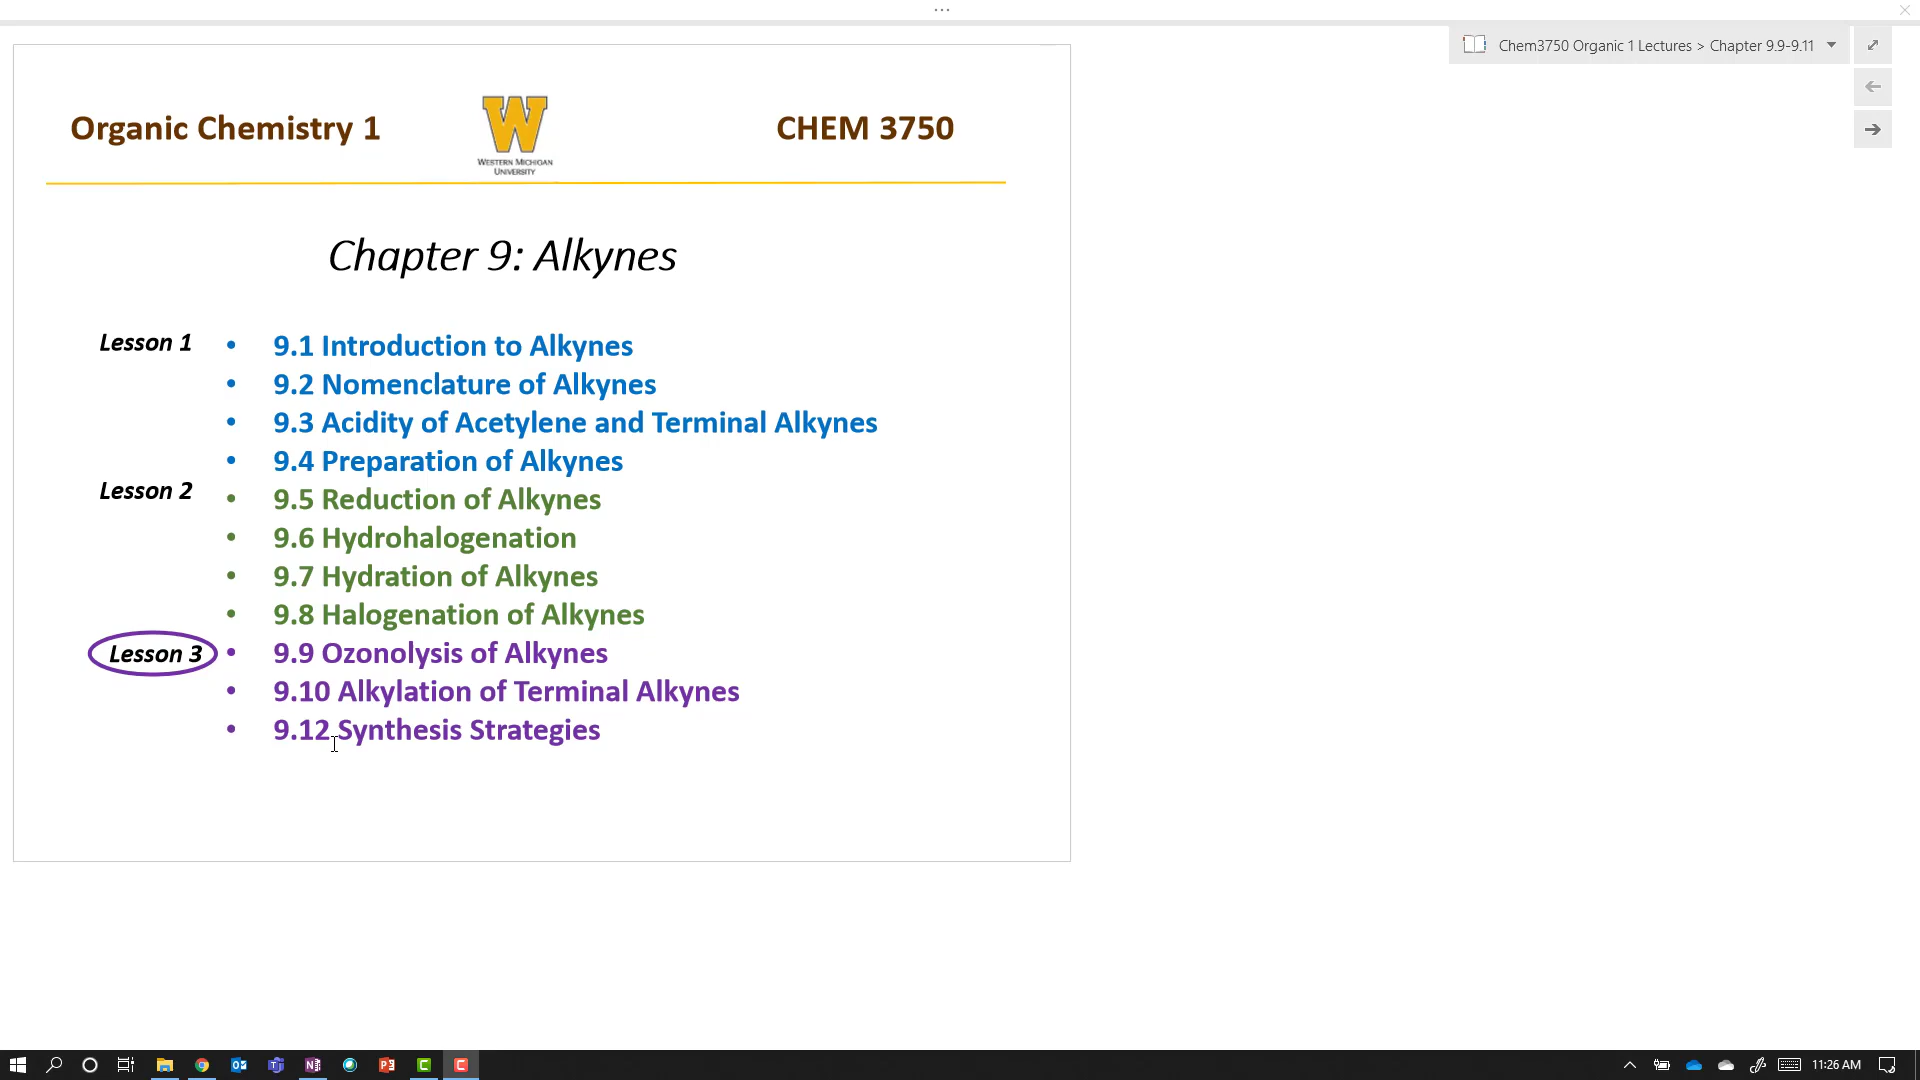 Chem3750 Organic 1 Lectures > Chapter 9.9-9.11
Organic Chemistry 1
WESTERN MICHIGAN
UNIVERSITY
CHEM 3750
Chapter 9: Alkynes
Lesson 1
• 9.1 Introduction to Alkynes
• 9.2 Nomenclature of Alkynes
• 9.3 Acidity of Acetylene and Terminal Alkynes
• 9.4 Preparation of Alkynes
Lesson 2
• 9.5 Reduction of Alkynes
• 9.6 Hydrohalogenation
• 9.7 Hydration of Alkynes
• 9.8 Halogenation of Alkynes
Lesson 3
• 9.9 Ozonolysis of Alkynes
• 9.10 Alkylation of Terminal Alkynes
• 9.12 Synthesis Strategies
11:26 AM